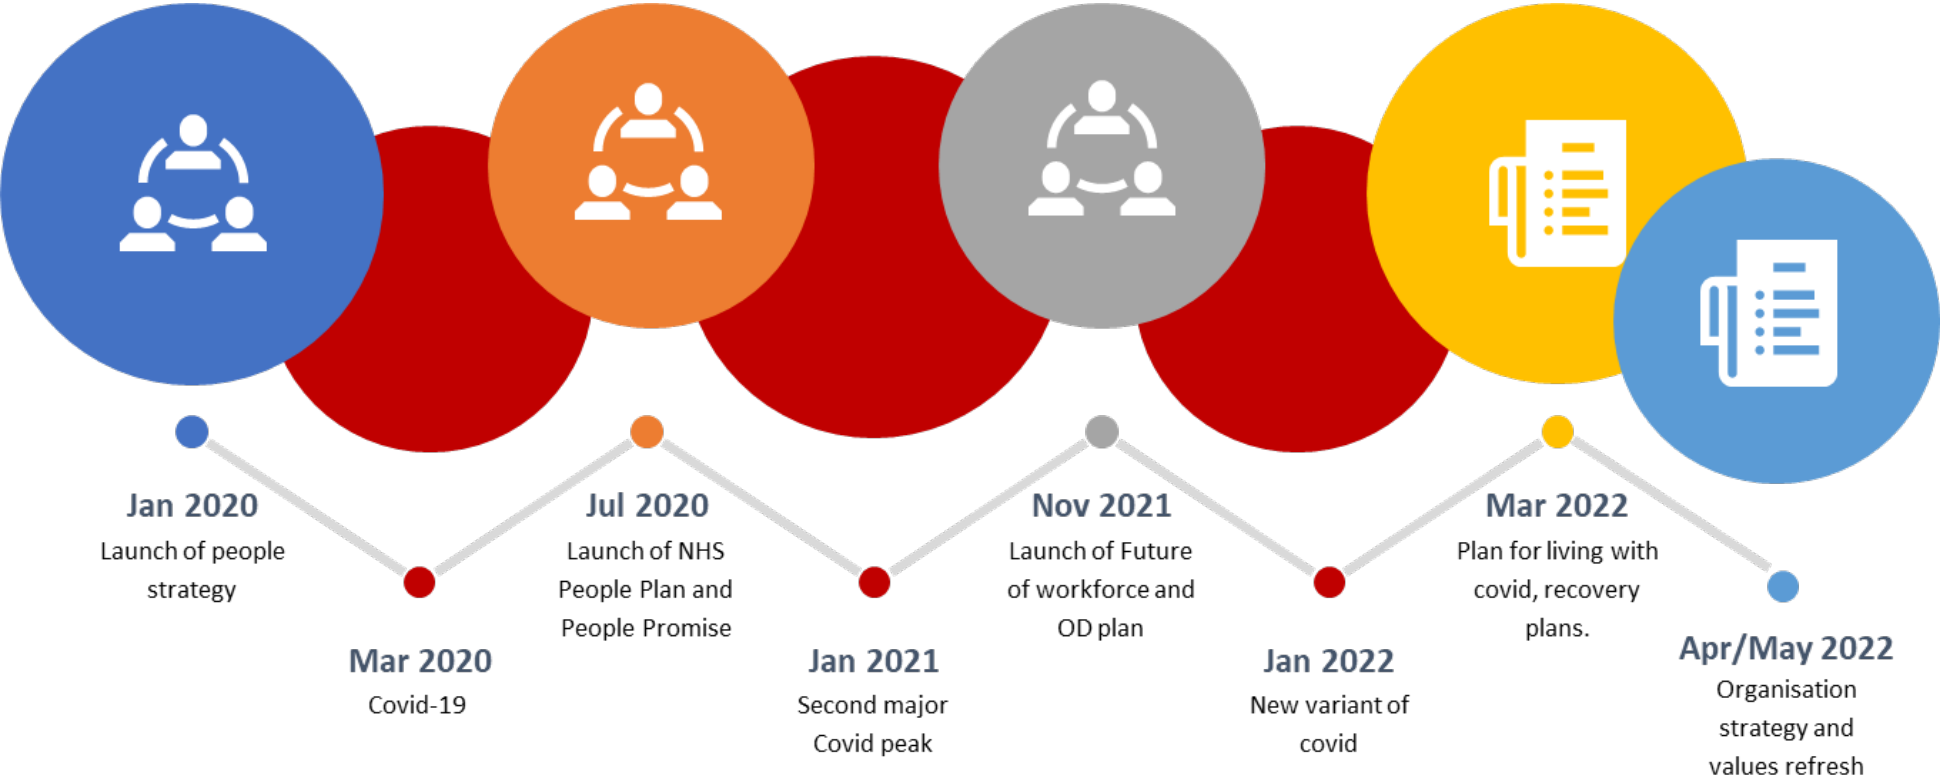 Jan 2020
Launch of people
strategy
Mar 2020
Covid-19
Jul 2020
Launch of NHS
People Plan and
People Promise
Jan 2021
Second major
Covid peak
Nov 2021
Launch of Future
of workforce and
OD plan
Jan 2022
New variant of
covid
Mar 2022
Plan for living with
covid, recovery
plans.
Apr/May 2022
Organisation
strategy and
values refresh